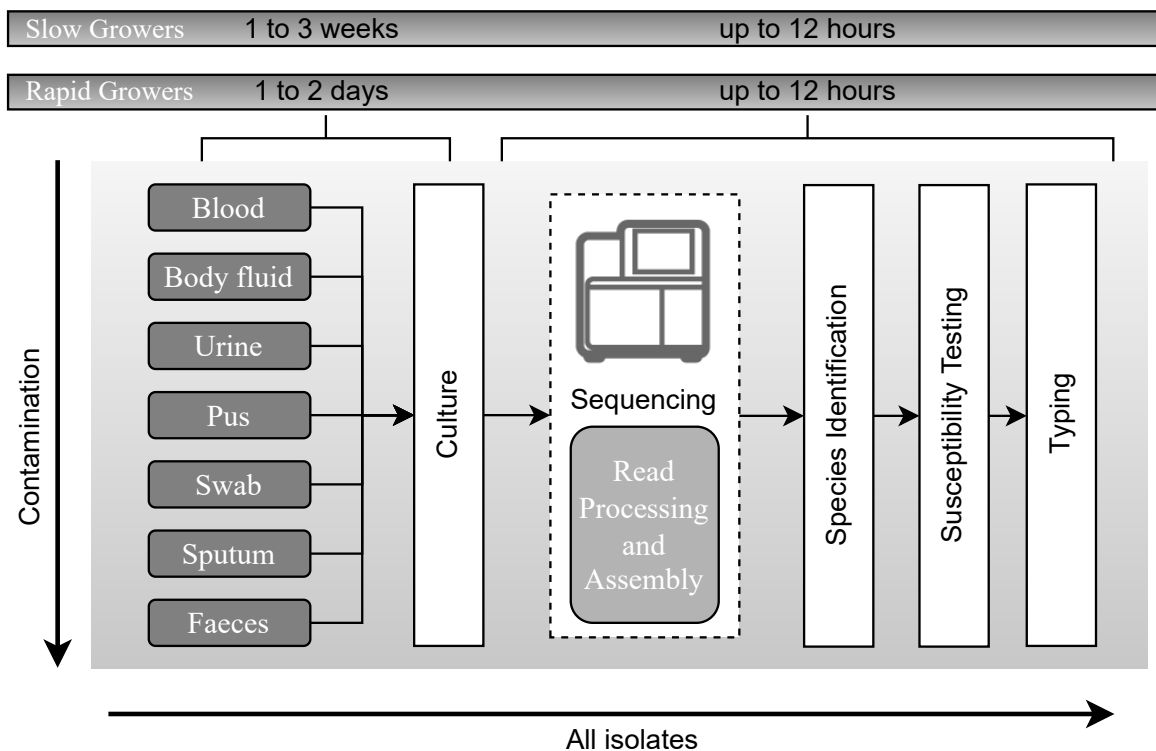 Slow Growers 1 to 3 weeks up to 12 hours
Rapid Growers 1 to 2 days up to 12 hours
Contamination
Blood
Body fluid
Urine
Pus
Swab
Sputum
Faeces
Culture
Sequencing
Read
Processing
and
Assembly
Species Identification
Susceptibility Testing
Typing
All isolates